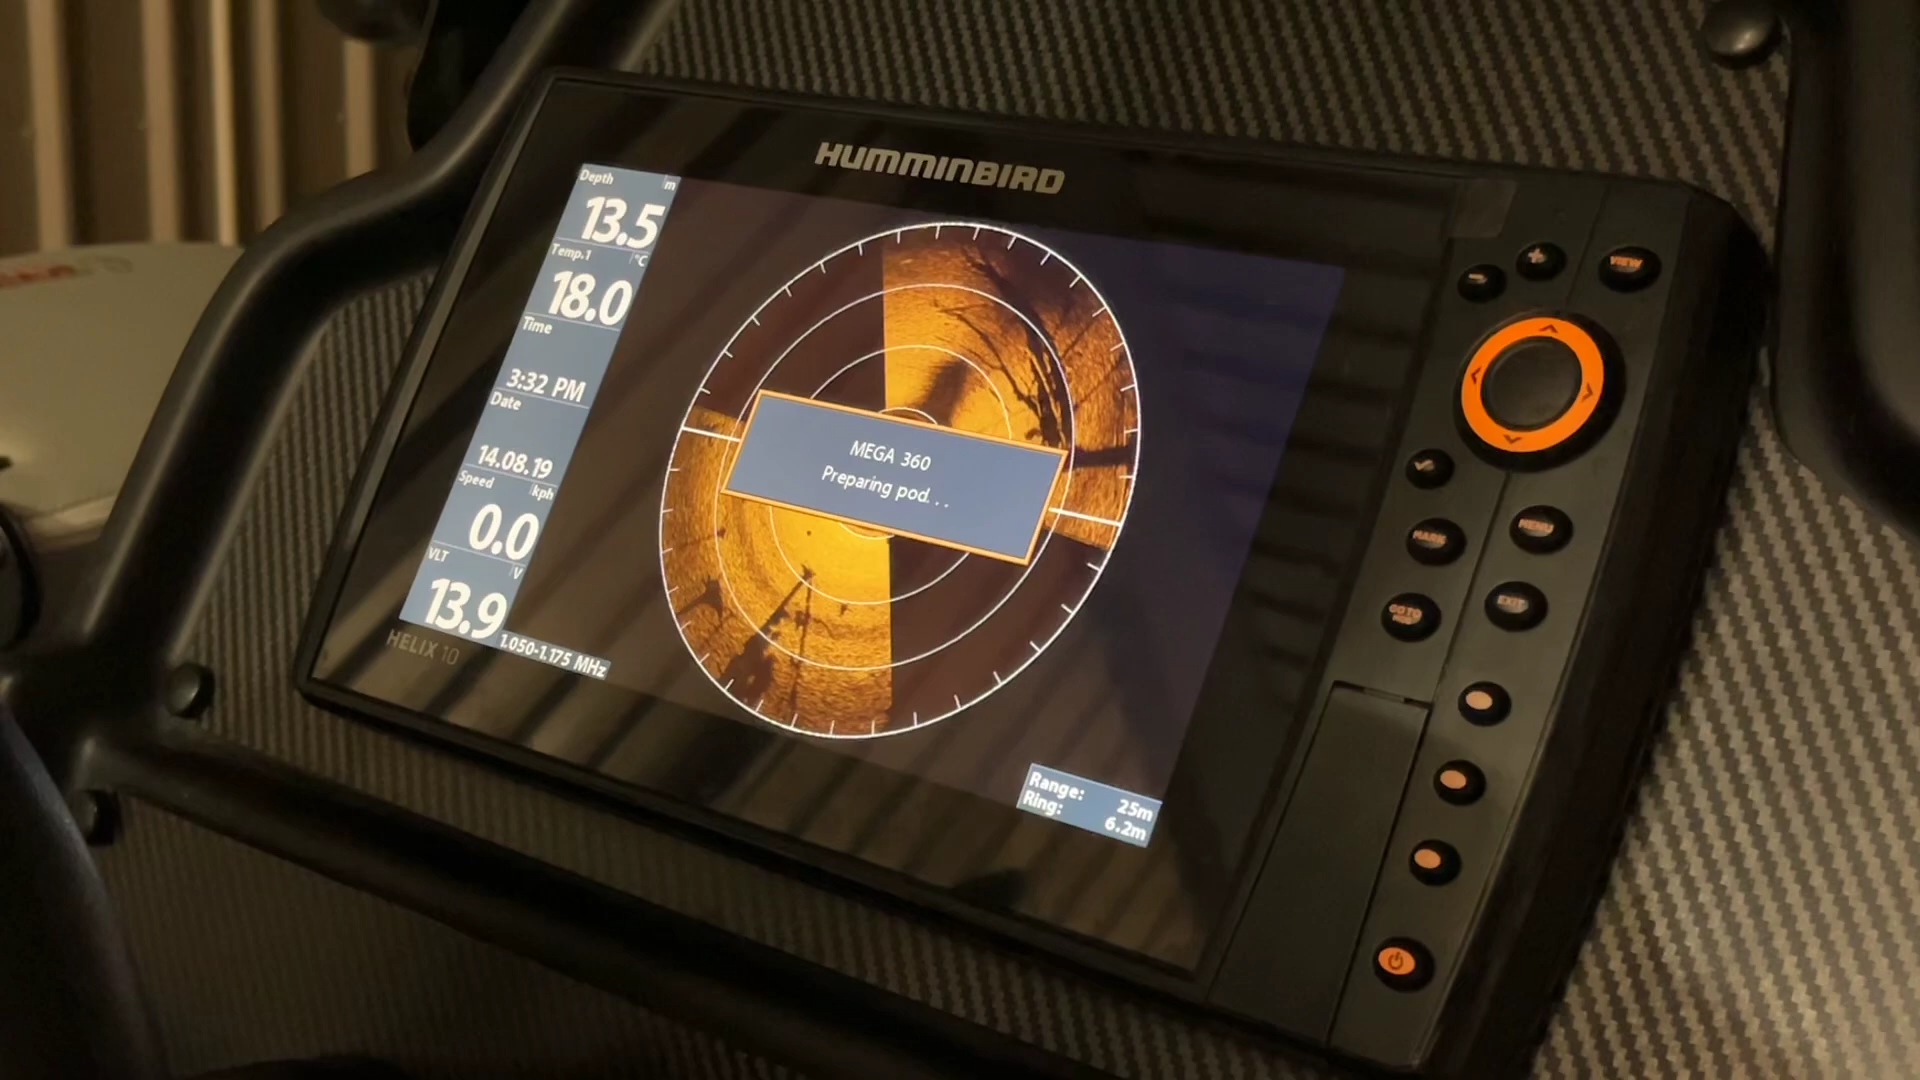 HUMMINBIRD
Depth m
13.5
Temp.1 °C
18.0
Time
3:32 PM
Date
14.08.19
Speed kph
0.0
VLT V
13.9
1.050-1.175 MHz
HELIX 10
MEGA 360
Preparing pod. . .
Range: 25m
Ring: 6.2m
- + VIEW
MARK MENU
GO TO EXIT